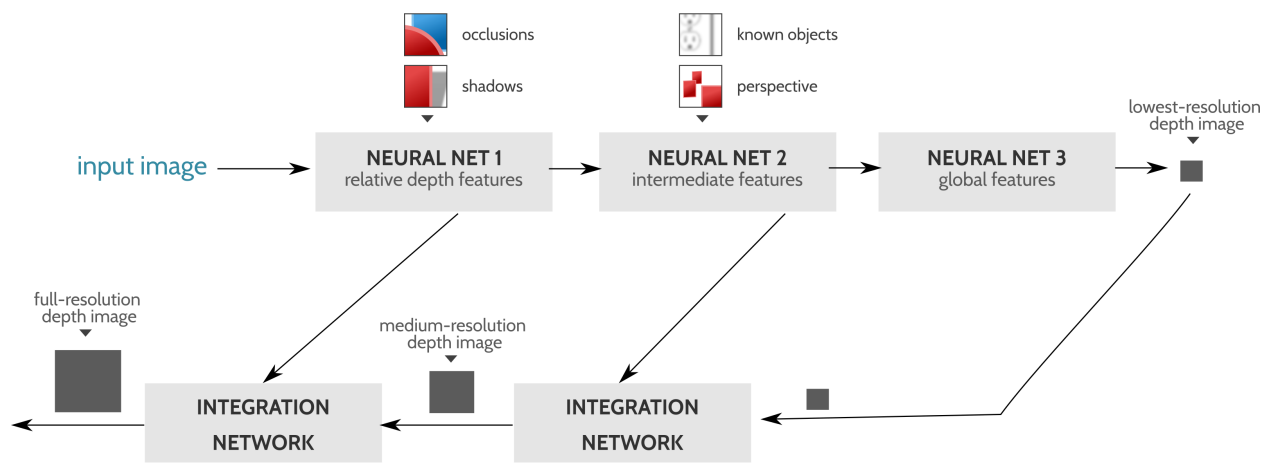 occlusions
known objects
shadows
perspective
lowest-resolution
depth image
input image
NEURAL NET 1
relative depth features
NEURAL NET 2
intermediate features
NEURAL NET 3
global features
full-resolution
depth image
medium-resolution
depth image
INTEGRATION
NETWORK
INTEGRATION
NETWORK